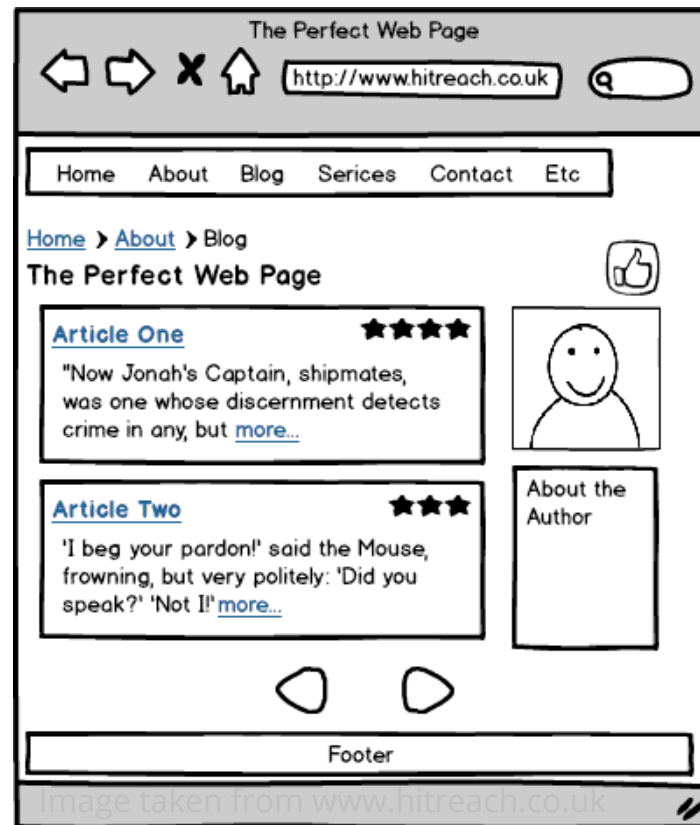 The Perfect Web Page
http://www.hitreach.co.uk
Home About Blog Serices Contact Etc
Home ❯ About ❯ Blog
The Perfect Web Page
Article One
"Now Jonah's Captain, shipmates,
was one whose discernment detects
crime in any, but more...
Article Two
'I beg your pardon!' said the Mouse,
frowning, but very politely: 'Did you
speak?' 'Not I!' more...
About the
Author
Footer
Image taken from www.hitreach.co.uk